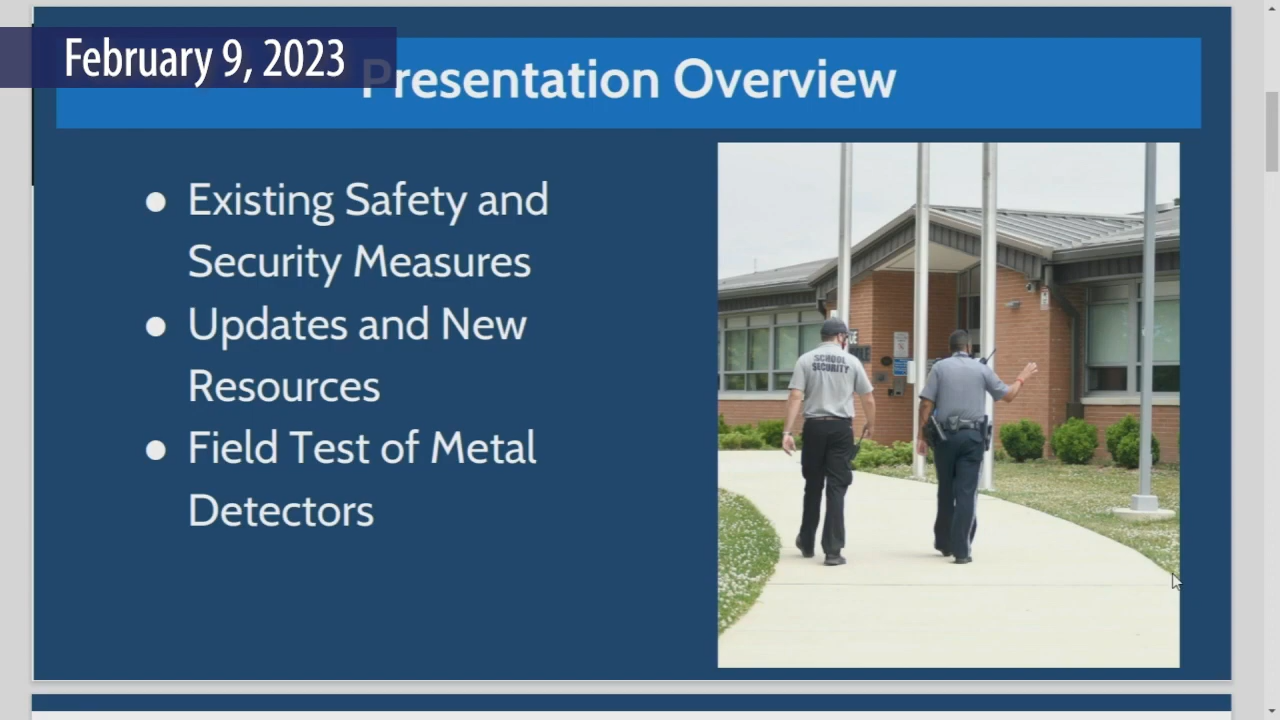 February 9, 2023
Presentation Overview
● Existing Safety and
Security Measures
● Updates and New
Resources
● Field Test of Metal
Detectors
SCHOOL
SECURITY